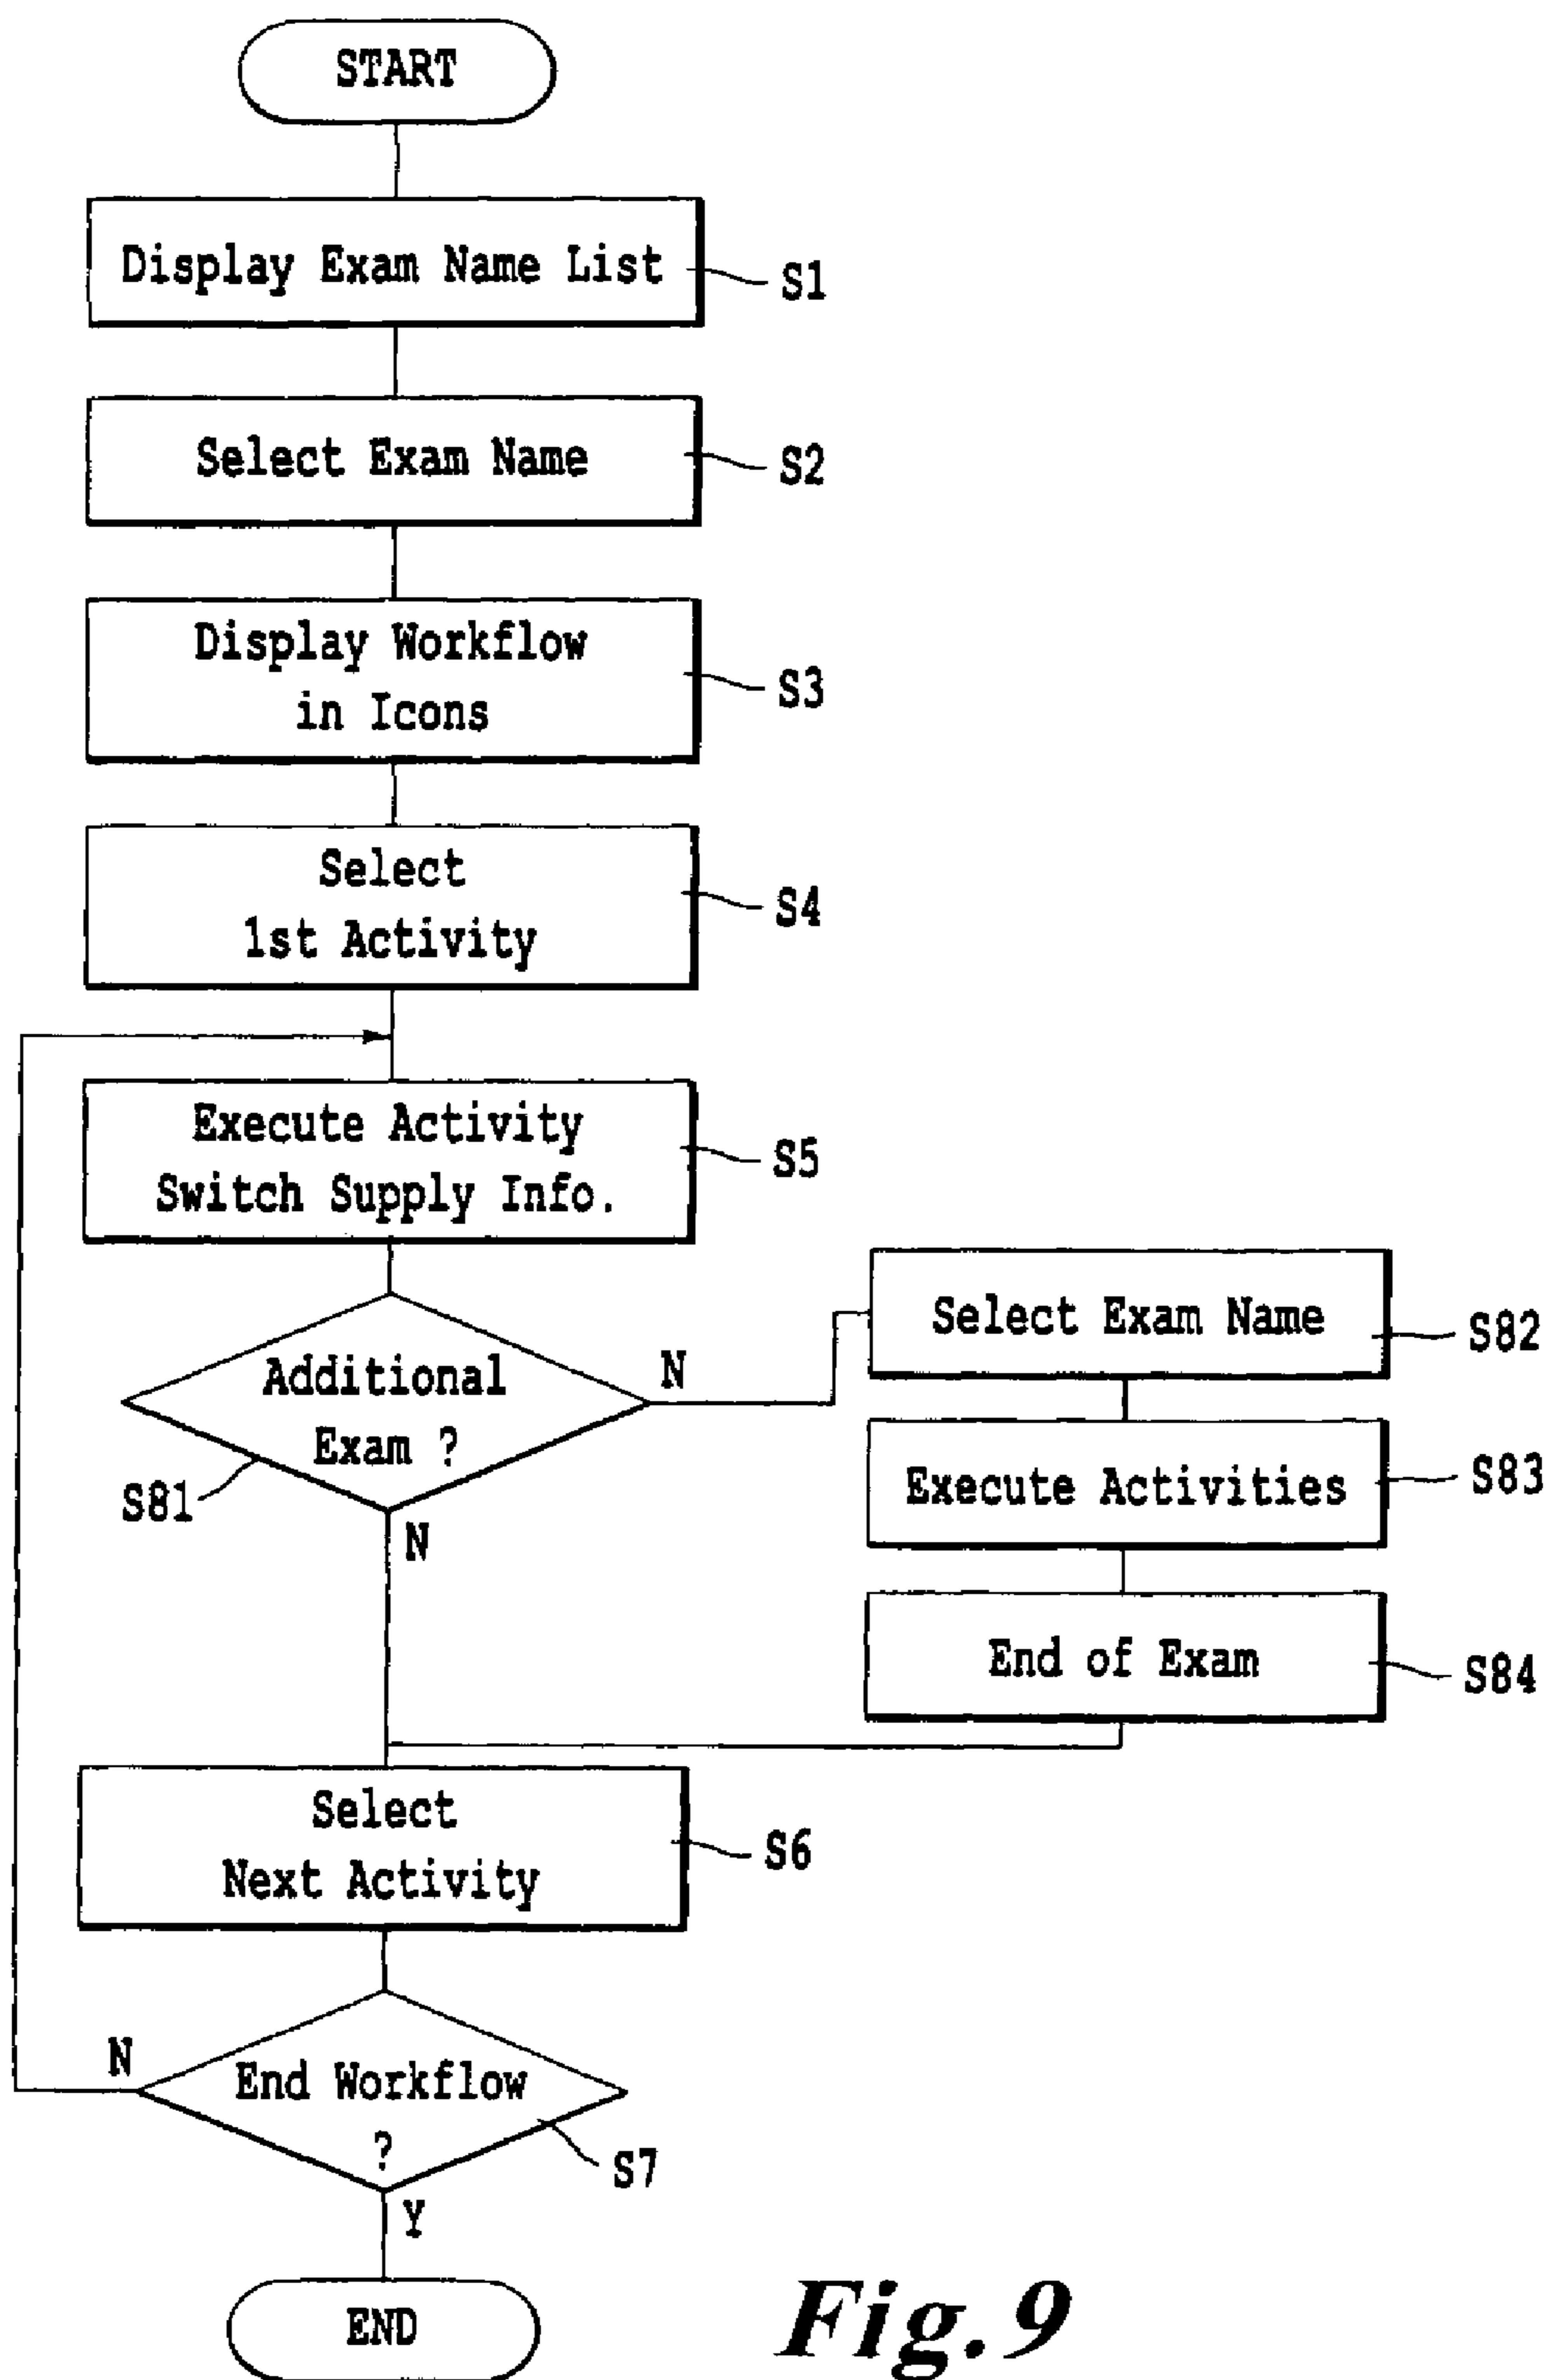 START
Display Exam Name List
S1
Select Exam Name
S2
Display Workflow
in Icons
S3
Select
1st Activity
S4
Execute Activity
Switch Supply Info.
S5
Additional
Exam ?
S81
N
N
Select Exam Name
S82
Execute Activities
S83
End of Exam
S84
Select
Next Activity
S6
End Workflow
?
S7
N
Y
END
Fig. 9